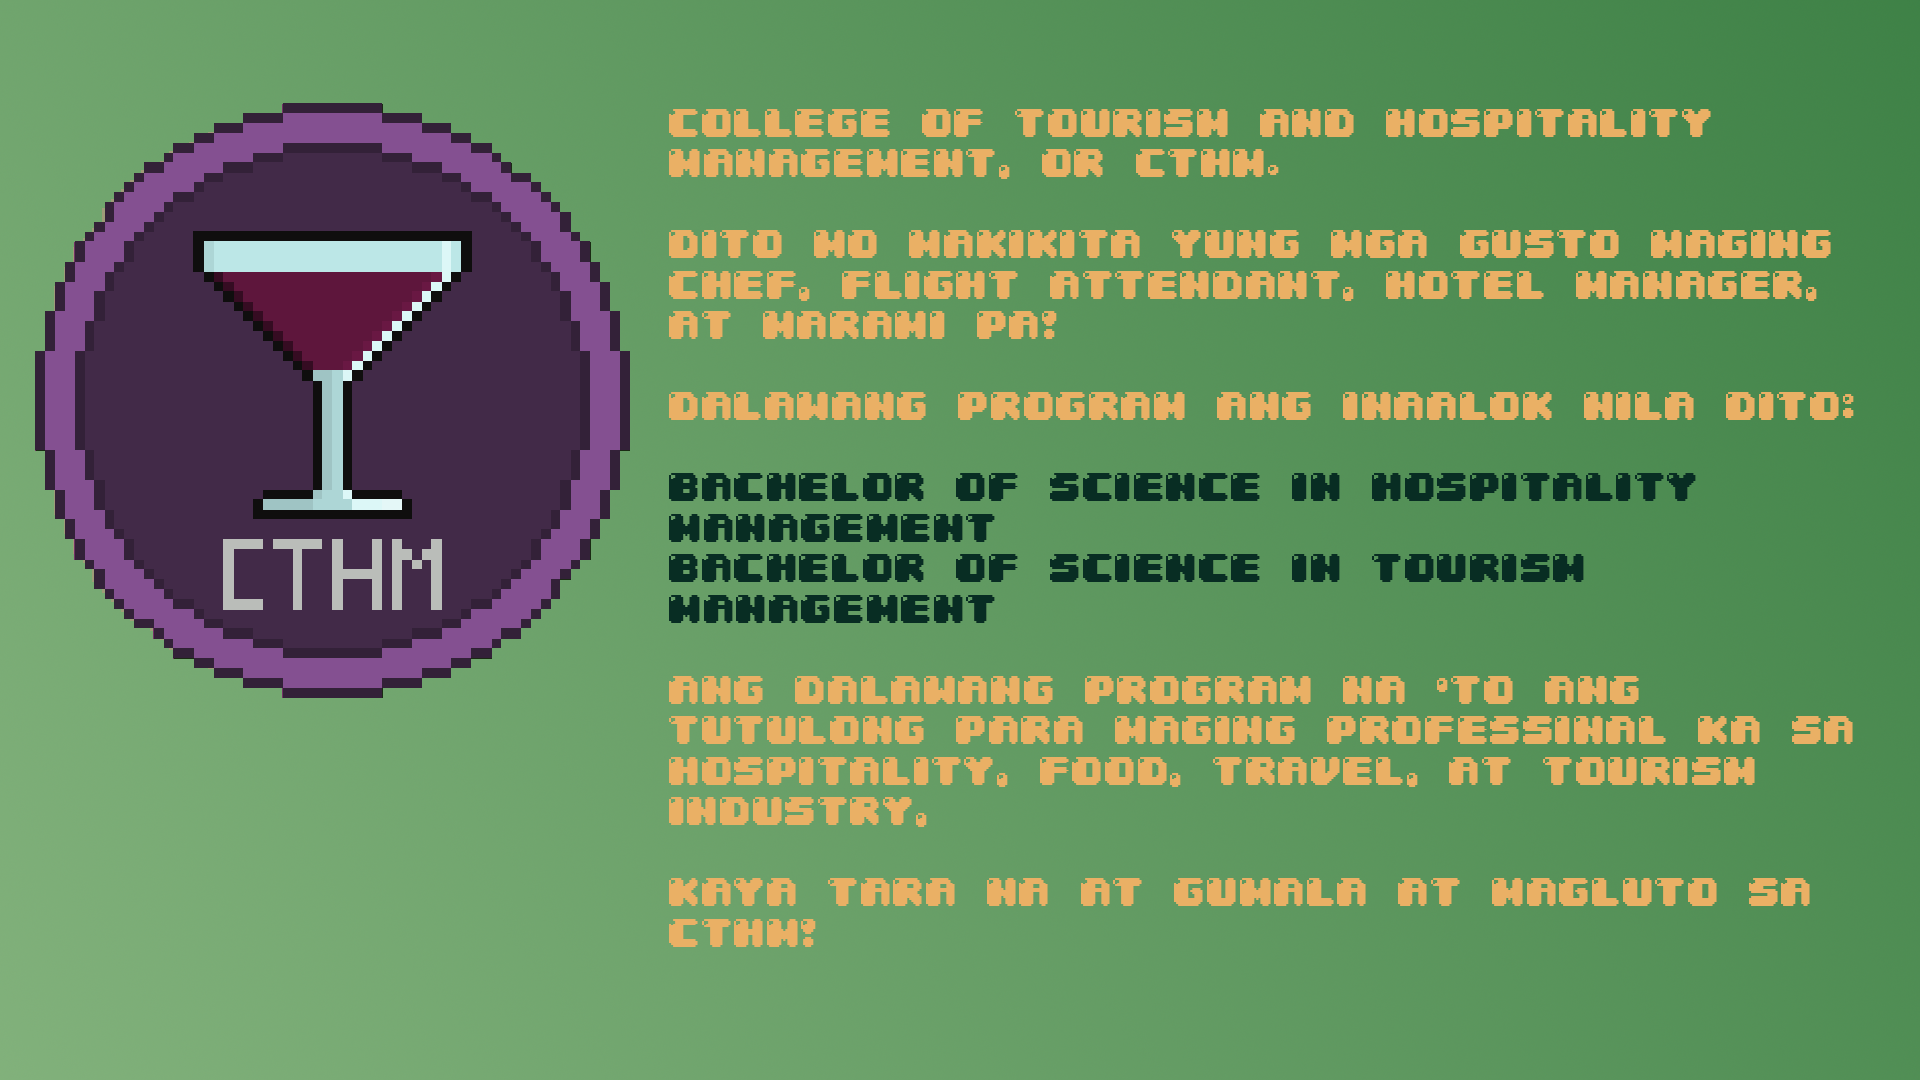 CTHM
COLLEGE OF TOURISM AND HOSPITALITY
MANAGEMENT, OR CTHM.
DITO MO MAKIKITA YUNG MGA GUSTO MAGING
CHEF, FLIGHT ATTENDANT, HOTEL MANAGER,
AT MARAMI PA!
DALAWANG PROGRAM ANG INAALOK NILA DITO:
BACHELOR OF SCIENCE IN HOSPITALITY
MANAGEMENT
BACHELOR OF SCIENCE IN TOURISM
MANAGEMENT
ANG DALAWANG PROGRAM NA 'TO ANG
TUTULONG PARA MAGING PROFESSINAL KA SA
HOSPITALITY, FOOD, TRAVEL, AT TOURISM
INDUSTRY,
KAYA TARA NA AT GUMALA AT MAGLUTO SA
CTHM!